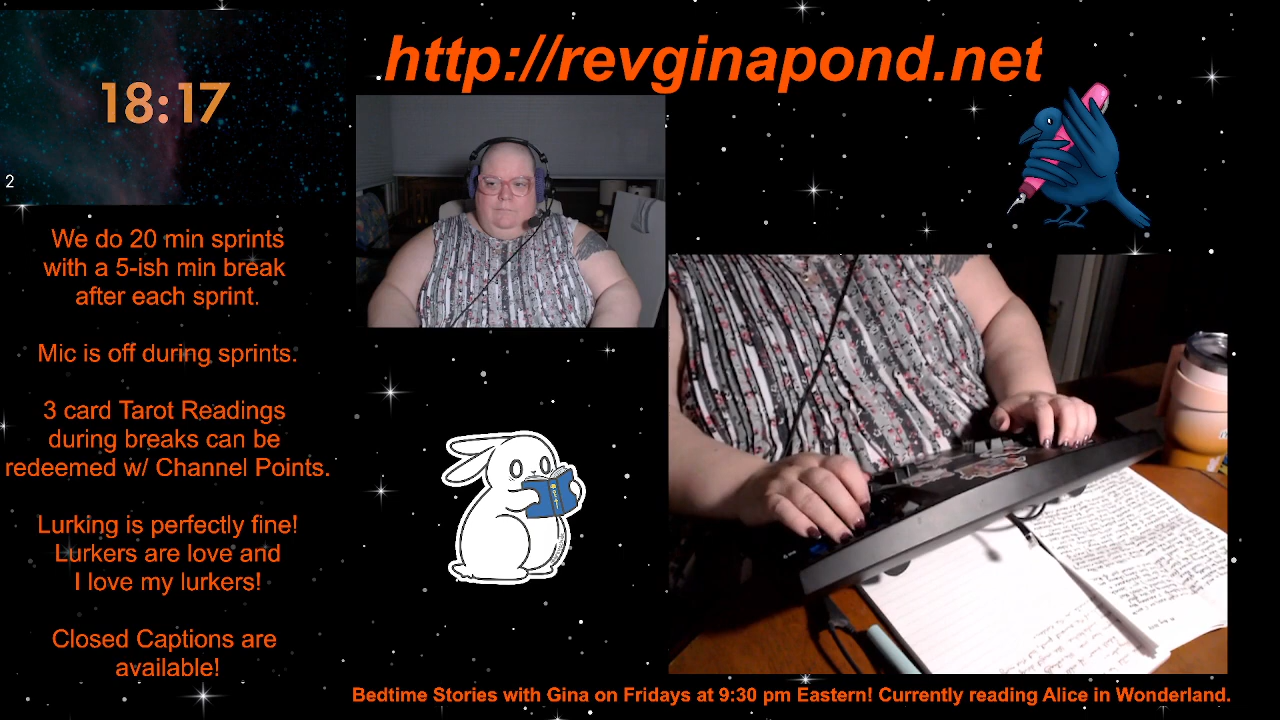 http://revginapond.net
18:17
2
We do 20 min sprints
with a 5-ish min break
after each sprint.
Mic is off during sprints.
3 card Tarot Readings
during breaks can be
redeemed w/ Channel Points.
Lurking is perfectly fine!
Lurkers are love and
I love my lurkers!
Closed Captions are
available!
Bedtime Stories with Gina on Fridays at 9:30 pm Eastern! Currently reading Alice in Wonderland.